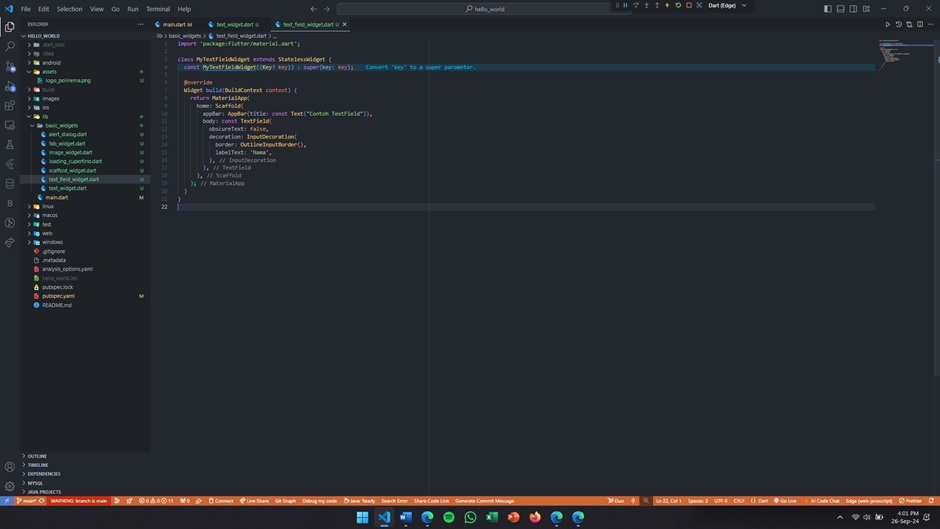 File Edit Selection View Go Run Terminal Help
hello_world
Dart (Edge)
EXPLORER
main.dart M
text_widget.dart U
text_field_widget.dart U
HELLO_WORLD
lib > basic_widgets > text_field_widget.dart > ...
.dart_tool
.idea
android
assets
logo_polinema.png U
build
images
ios
lib
basic_widgets
alert_dialog.dart U
fab_widget.dart U
image_widget.dart U
loading_cupertino.dart U
scaffold_widget.dart U
text_field_widget.dart U
text_widget.dart U
main.dart M
linux
macos
test
web
windows
.gitignore
.metadata
analysis_options.yaml
hello_world.iml
pubspec.lock
pubspec.yaml M
README.md
OUTLINE
TIMELINE
DEPENDENCIES
MYSQL
JAVA PROJECTS
1 import 'package:flutter/material.dart';
2
3 class MyTextFieldWidget extends StatelessWidget {
4 const MyTextFieldWidget({Key? key}) : super(key: key); Convert 'key' to a super parameter.
5
6 @override
7 Widget build(BuildContext context) {
8 return MaterialApp(
9 home: Scaffold(
10 appBar: AppBar(title: const Text("Contoh TextField")),
11 body: const TextField(
12 obscureText: false,
13 decoration: InputDecoration(
14 border: OutlineInputBorder(),
15 labelText: 'Nama',
16 ), // InputDecoration
17 ), // TextField
18 ), // Scaffold
19 ); // MaterialApp
20 }
21 }
22
main* WARNING: branch is main 0 0 11 0 Connect Live Share Git Graph Debug my code Java: Ready Search Error Share Code Link Generate Commit Message Duo 0 Ln 22, Col 1 Spaces: 2 UTF-8 CRLF {} Dart Go Live AI Code Chat Edge (web-javascript) Prettier
4:01 PM
26-Sep-24